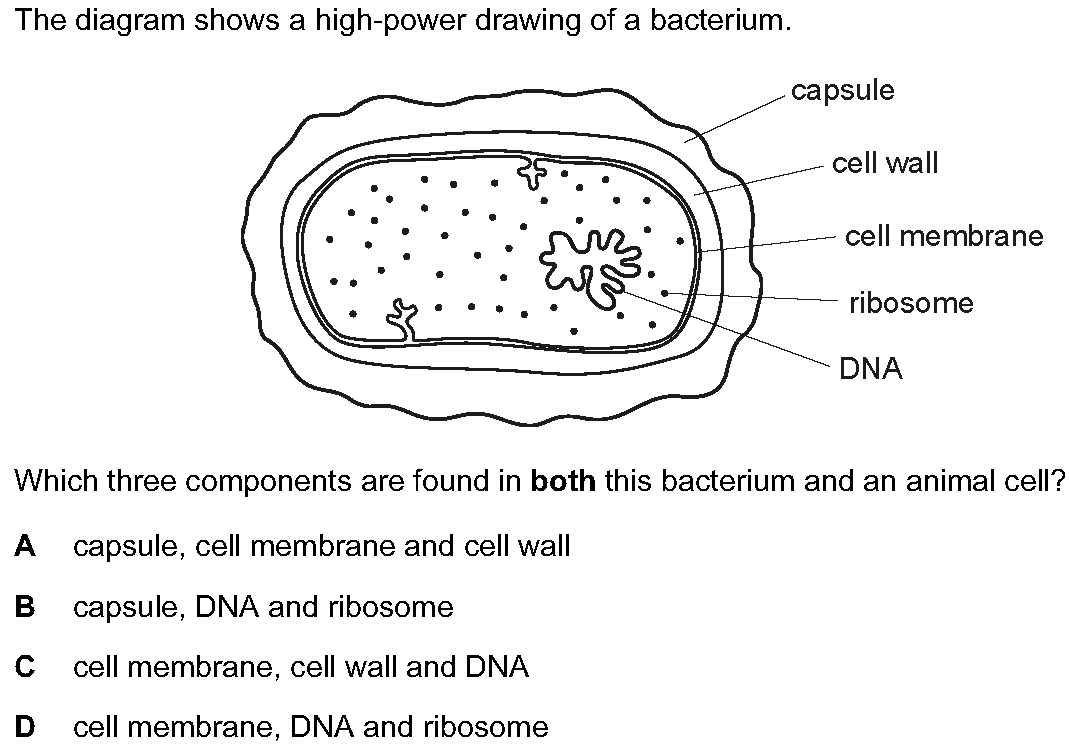 The diagram shows a high-power drawing of a bacterium.
capsule
cell wall
cell membrane
ribosome
DNA
Which three components are found in both this bacterium and an animal cell?
A capsule, cell membrane and cell wall
B capsule, DNA and ribosome
C cell membrane, cell wall and DNA
D cell membrane, DNA and ribosome